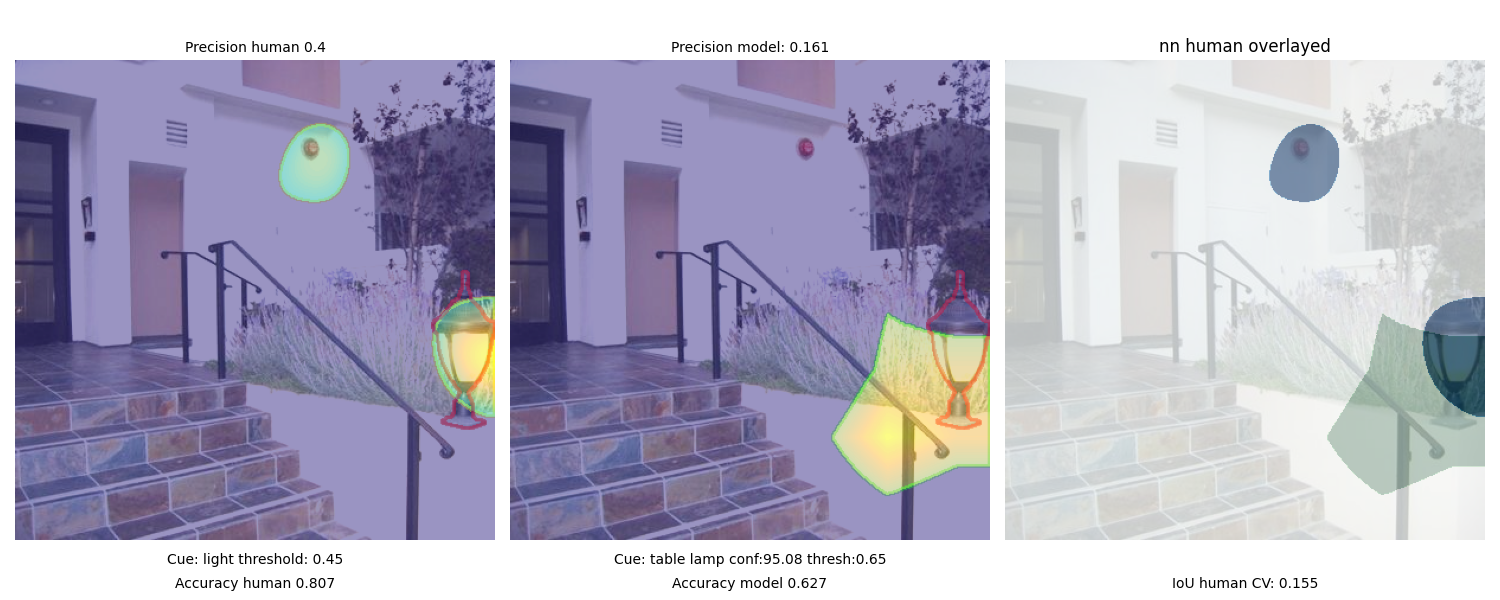 Precision human 0.4
Precision model: 0.161
nn human overlayed
Cue: light threshold: 0.45
Cue: table lamp conf:95.08 thresh:0.65
Accuracy human 0.807
Accuracy model 0.627
IoU human CV: 0.155